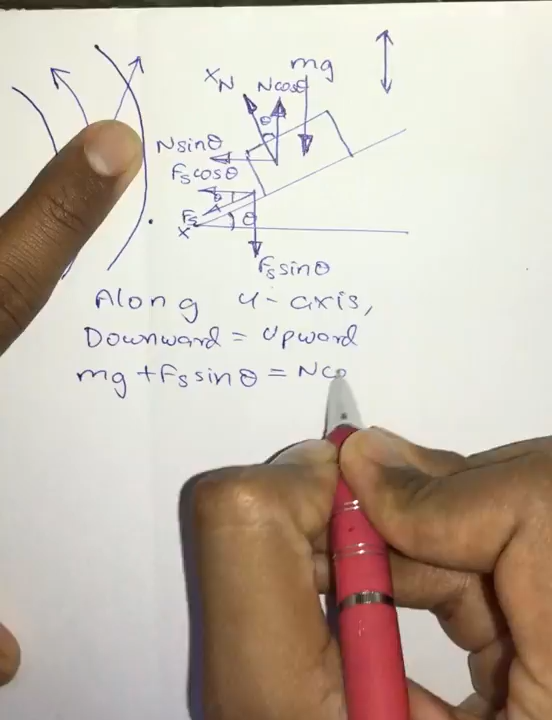 mg
N Ncosθ
θ
Nsinθ
Fscosθ
θ
Fs θ
x
Fssinθ
Along y-axis,
Downward = Upward
mg + Fs sinθ = Nco